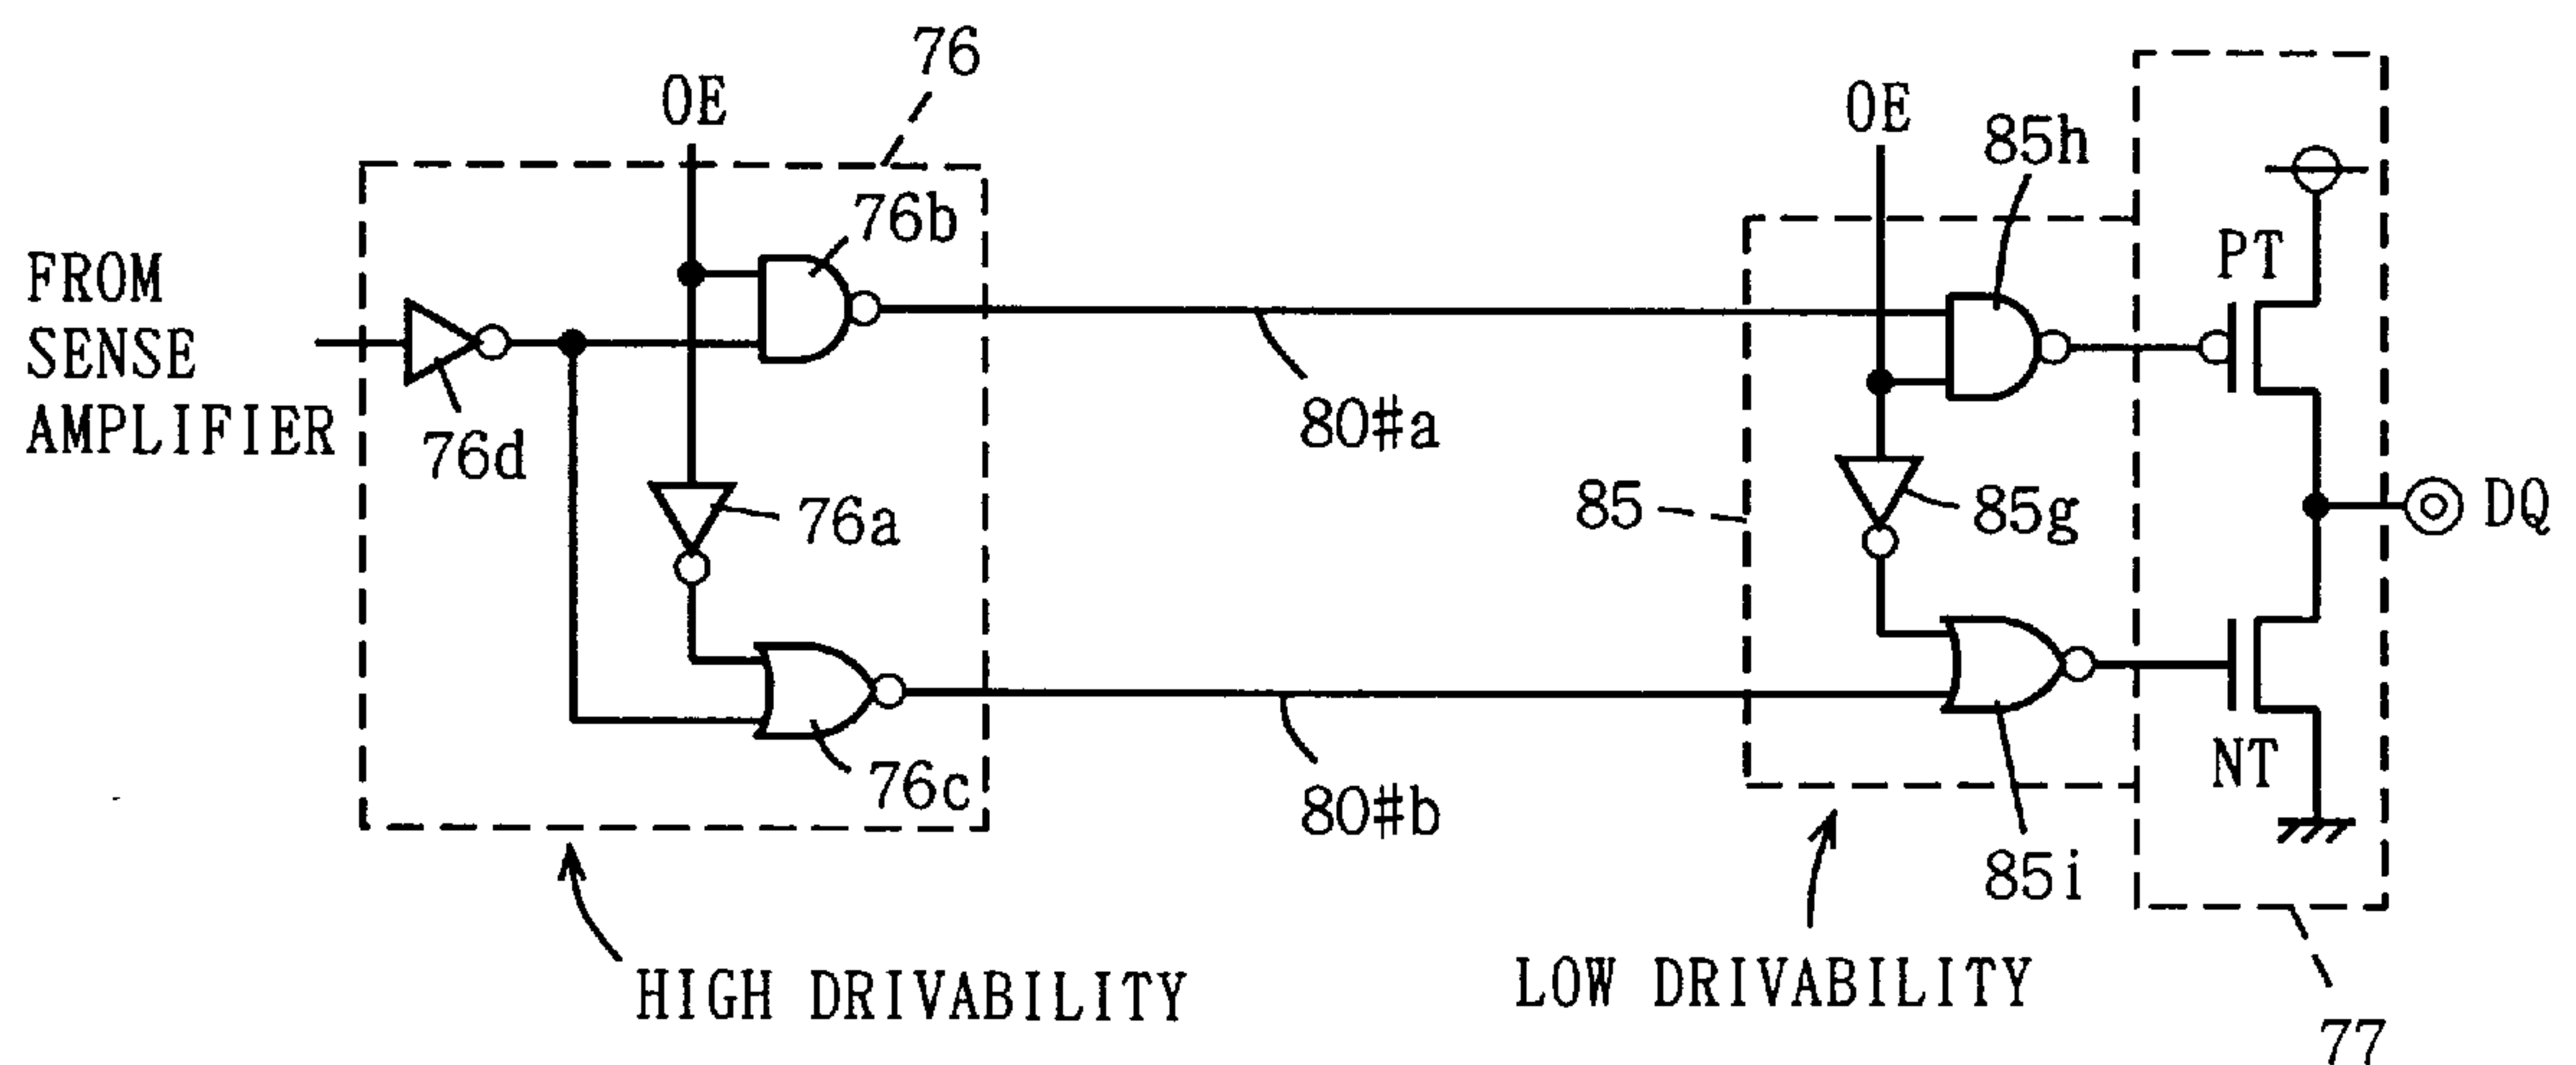 76
OE
OE
85h
76b
FROM
SENSE
AMPLIFIER
PT
76d
80#a
76a
85
85g
DQ
76c
80#b
NT
85i
HIGH DRIVABILITY
LOW DRIVABILITY
77